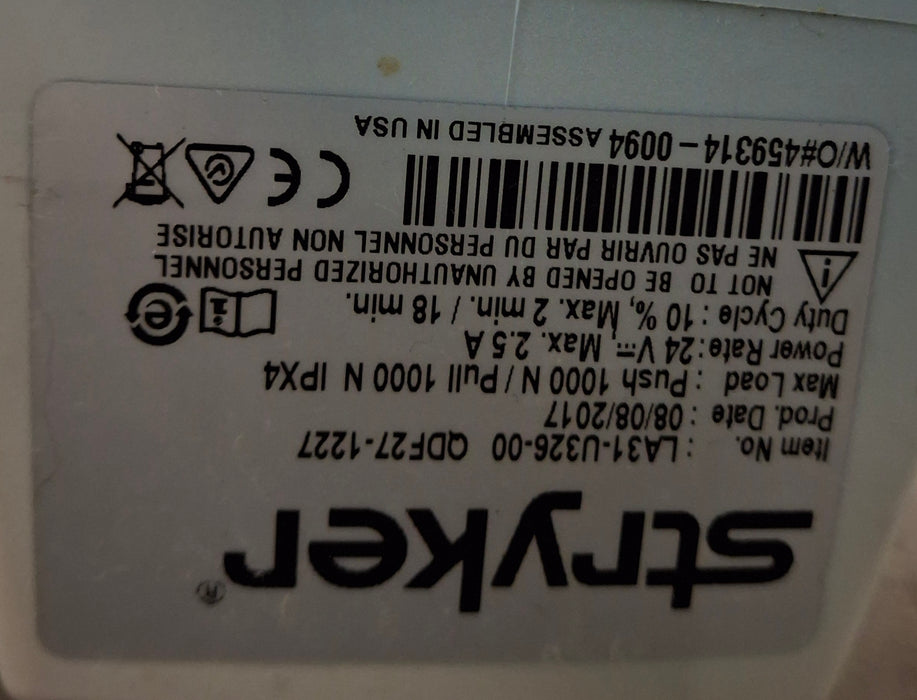 stryker®
Item No. : LA31-U326-00 QDF27-1227
Prod. Date : 08/08/2017
Max Load : Push 1000 N / Pull 1000 N IPX4
Power Rate : 24 V⎓, Max. 2.5 A
Duty Cycle : 10 %, Max. 2 min. / 18 min.
NOT TO BE OPENED BY UNAUTHORIZED PERSONNEL
NE PAS OUVRIR PAR DU PERSONNEL NON AUTORISE
CE
W/O#459314 – 0094 ASSEMBLED IN USA